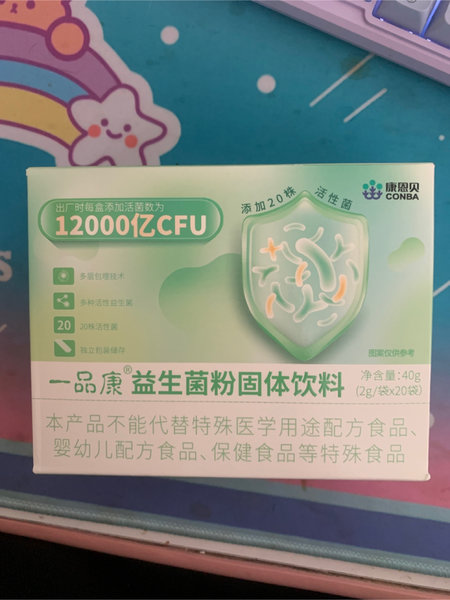 出厂时每盒添加活菌数为
12000亿CFU
添加20株 活性菌
康恩贝
CONBA
多重包埋技术
多种活性益生菌
20 20株活性菌
独立包装储存
图案仅供参考
一品康® 益生菌粉固体饮料
净含量:40g
(2g/袋x20袋)
本产品不能代替特殊医学用途配方食品、
婴幼儿配方食品、保健食品等特殊食品